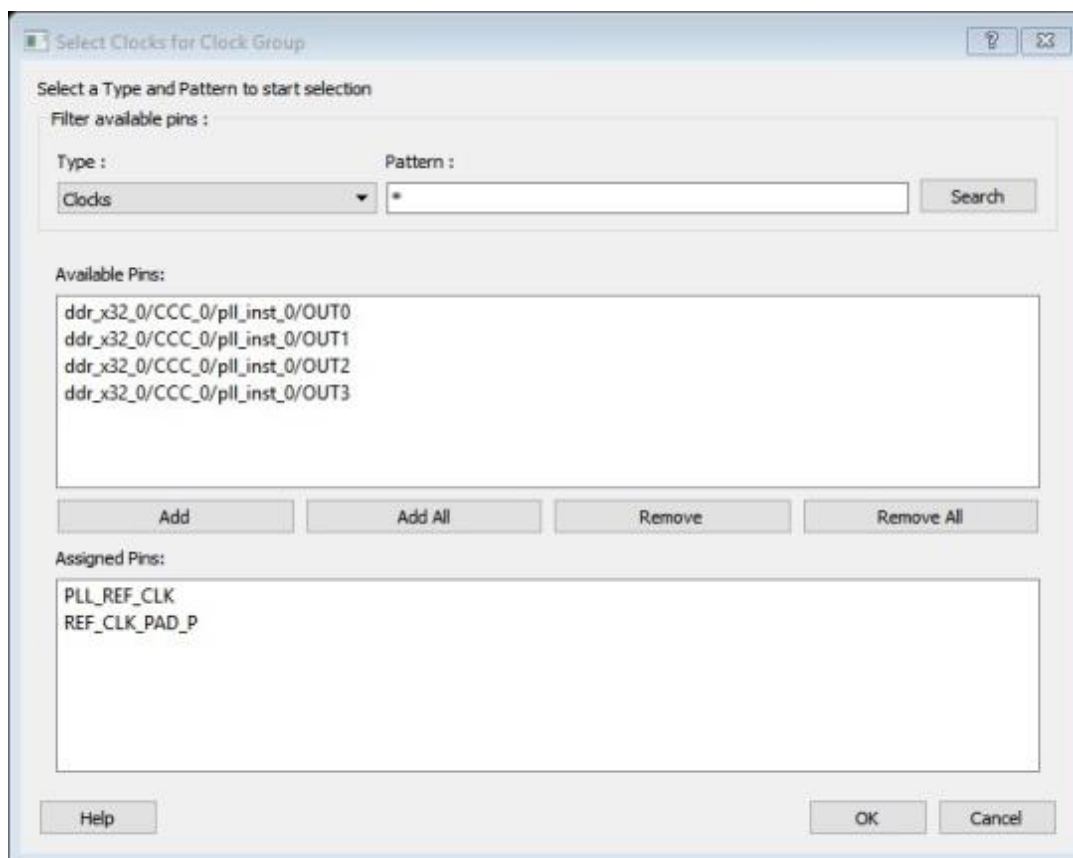 Select Clocks for Clock Group
Select a Type and Pattern to start selection
Filter available pins :
Type : Pattern :
Clocks * Search
Available Pins:
ddr_x32_0/CCC_0/pll_inst_0/OUT0
ddr_x32_0/CCC_0/pll_inst_0/OUT1
ddr_x32_0/CCC_0/pll_inst_0/OUT2
ddr_x32_0/CCC_0/pll_inst_0/OUT3
Add Add All Remove Remove All
Assigned Pins:
PLL_REF_CLK
REF_CLK_PAD_P
Help OK Cancel